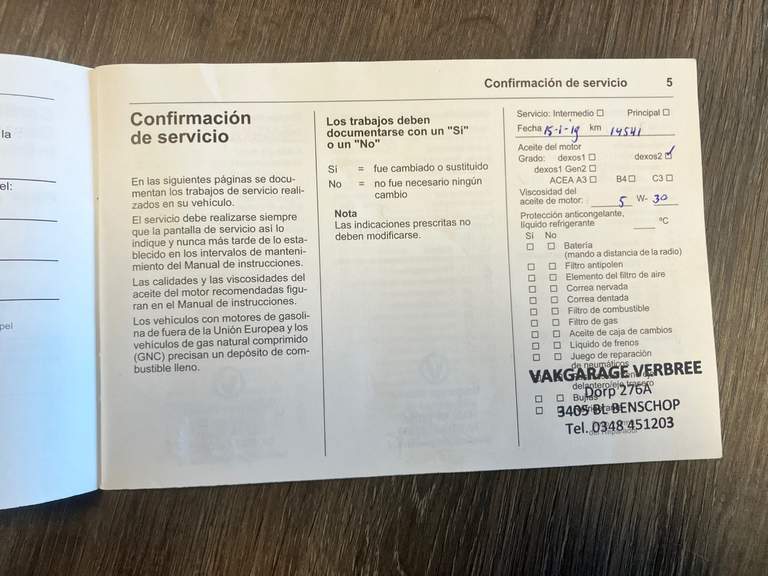 la
el:
pel
Confirmación de servicio 5
Confirmación
de servicio
En las siguientes páginas se docu-
mentan los trabajos de servicio reali-
zados en su vehículo.
El servicio debe realizarse siempre
que la pantalla de servicio así lo
indique y nunca más tarde de lo esta-
blecido en los intervalos de manteni-
miento del Manual de instrucciones.
Las calidades y las viscosidades del
aceite del motor recomendadas figu-
ran en el Manual de instrucciones.
Los vehículos con motores de gasoli-
na de fuera de la Unión Europea y los
vehículos de gas natural comprimido
(GNC) precisan un depósito de com-
bustible lleno.
Los trabajos deben
documentarse con un "Sí"
o un "No"
Sí = fue cambiado o sustituido
No = no fue necesario ningún
cambio
Nota
Las indicaciones prescritas no
deben modificarse.
Servicio: Intermedio ☐ Principal ☐
Fecha 15-1-19 km 14541
Aceite del motor
Grado: dexos1 ☐ dexos2 ☑
dexos1 Gen2 ☐
ACEA A3 ☐ B4 ☐ C3 ☐
Viscosidad del
aceite de motor: 5 W- 30
Protección anticongelante,
líquido refrigerante ºC
Sí No
☐ ☐ Batería
(mando a distancia de la radio)
☐ ☐ Filtro antipolen
☐ ☐ Elemento del filtro de aire
☐ ☐ Correa nervada
☐ ☐ Correa dentada
☐ ☐ Filtro de combustible
☐ ☐ Filtro de gas
☐ ☐ Aceite de caja de cambios
☐ ☐ Líquido de frenos
☐ ☐ Juego de reparación
de neumáticos
VAKGARAGE VERBREE
delantero/eje trasero
Dorp 276A
☐ ☐ Bujías
3405 BL BENSCHOP
Tel. 0348 451203